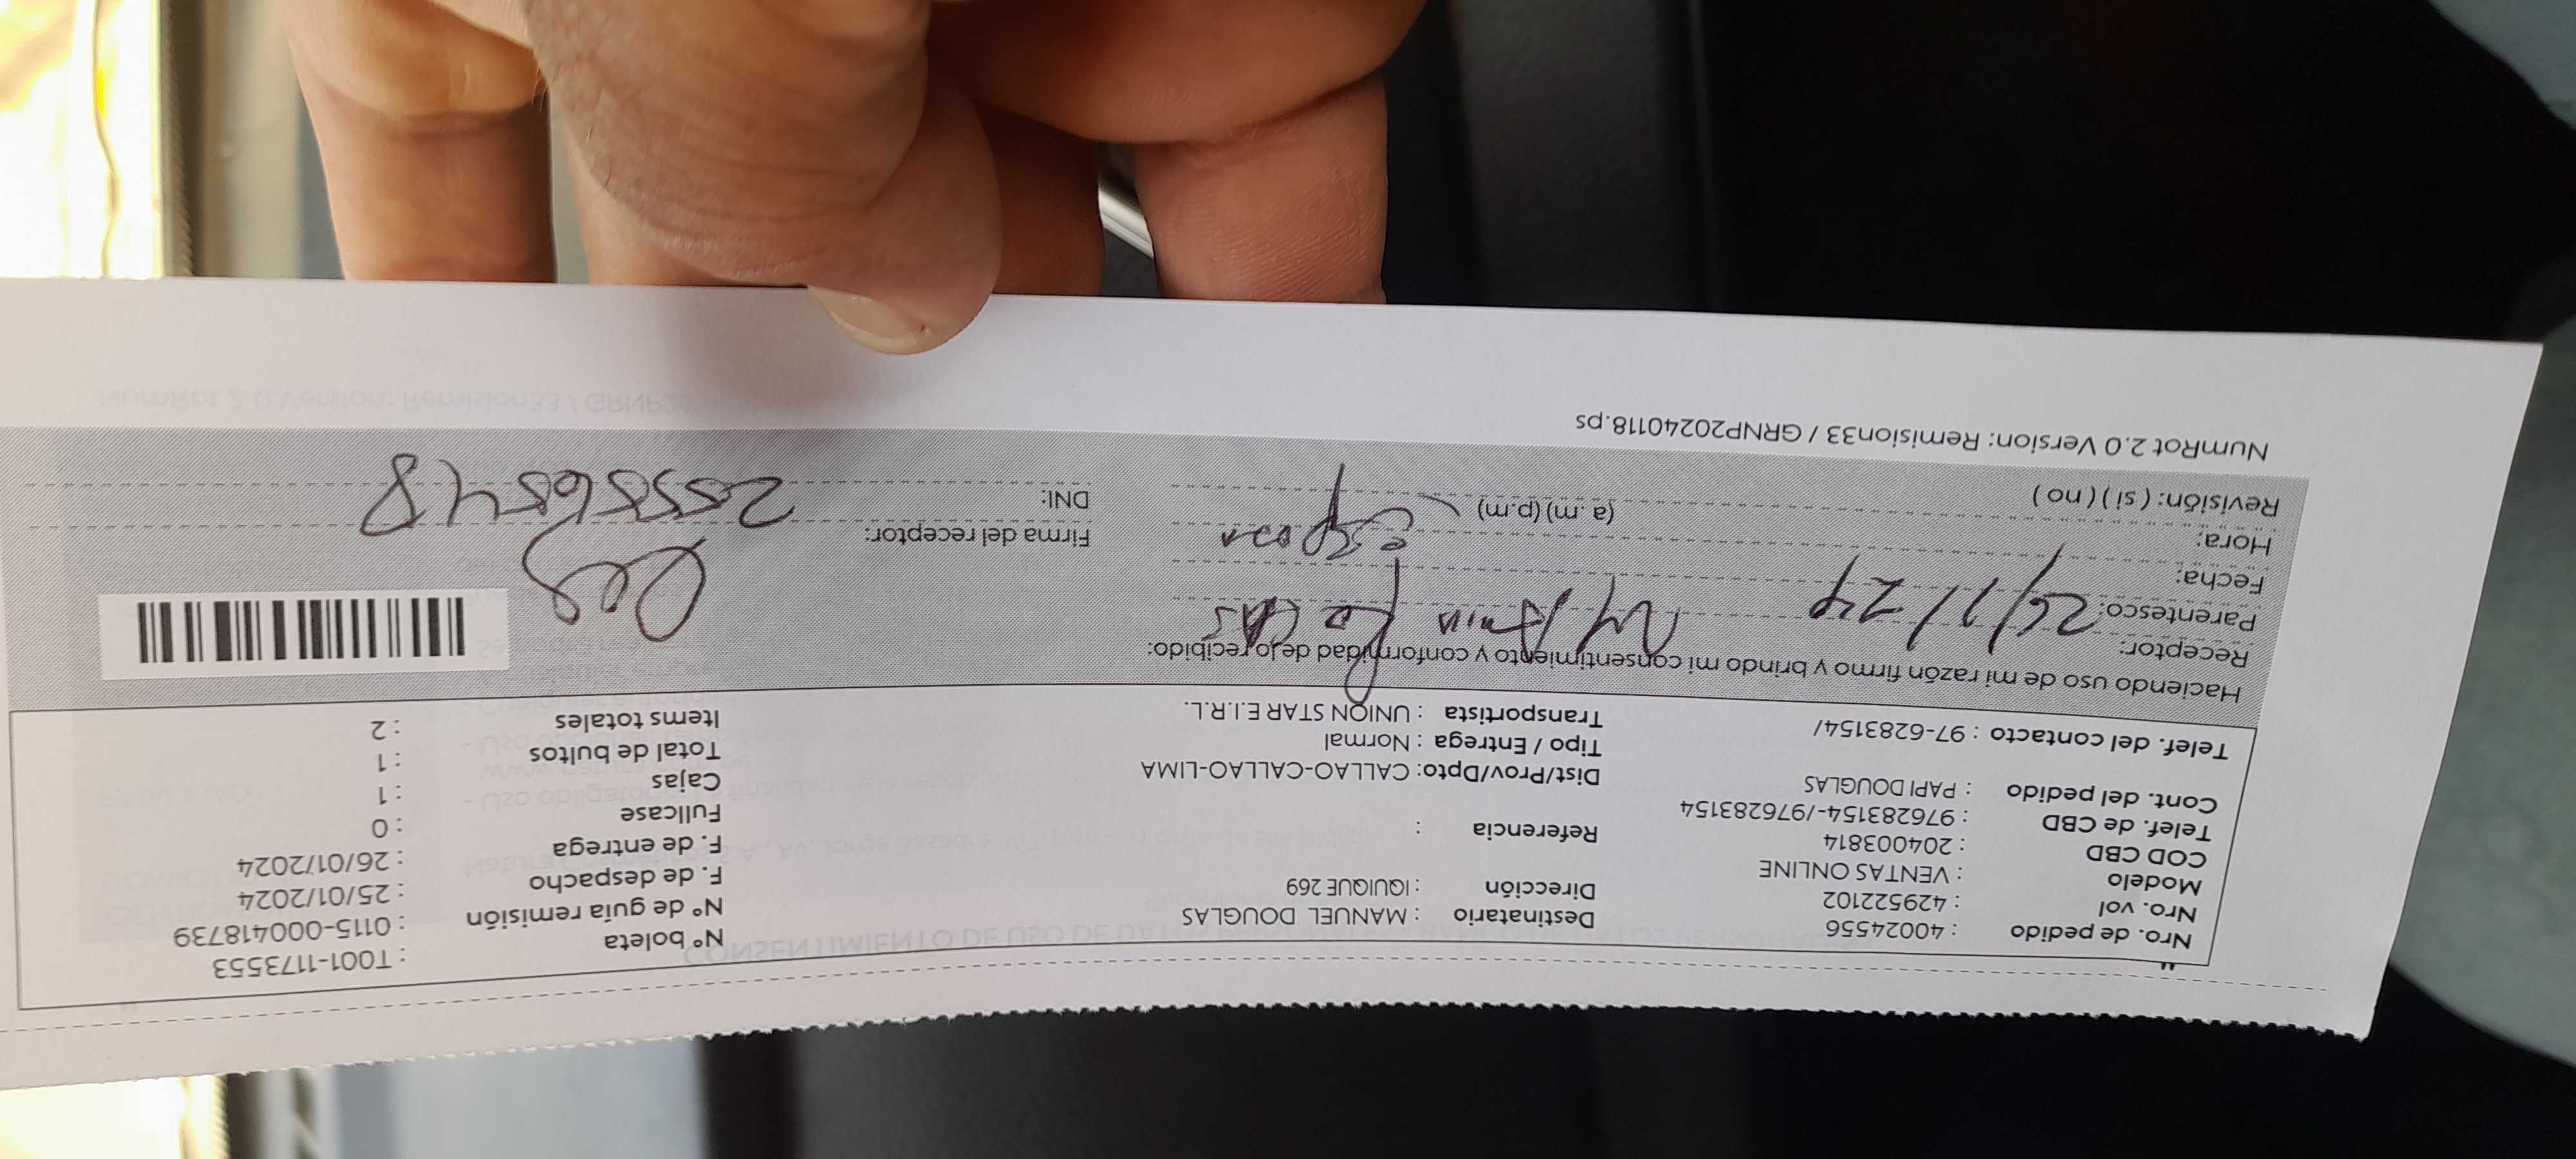 Nro. de pedido : 40024556
Nro. vol : 429522102
Modelo : VENTAS ONLINE
COD CBD : 204003814
Telef. de CBD : 976283154-/976283154
Cont. del pedido : PAPI DOUGLAS
Telef. del contacto : 97-6283154/
Destinatario : MANUEL DOUGLAS
Dirección : IQUIQUE 269
Referencia :
Dist/Prov/Dpto: CALLAO-CALLAO-LIMA
Tipo / Entrega : Normal
Transportista : UNION STAR E.I.R.L.
Nº boleta : T001-11735553
Nº de guía remisión : 0115-000418739
F. de despacho : 25/01/2024
F. de entrega : 26/01/2024
Fullcase : 0
Cajas : 1
Total de bultos : 1
Items totales : 2
Haciendo uso de mi razón firmo y brindo mi consentimiento y conformidad de lo recibido:
Receptor:
Parentesco:
Fecha: 26/1/24
Hora: (a.m) (p.m)
Revisión: ( si ) ( no )
esposa
Firma del receptor:
DNI: 25556548
NumRot 2.0 Version: Remision33 / GRNP20240118.ps